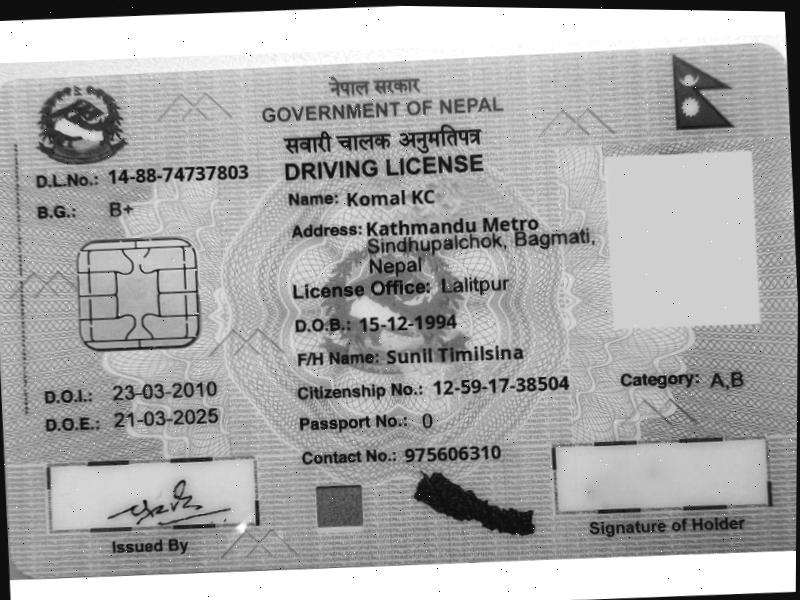 नेपाल सरकार
GOVERNMENT OF NEPAL
सवारी चालक अनुमतिपत्र
DRIVING LICENSE
D.L.No.: 14-88-74737803
B.G.: B+
Name: Komal KC
Address: Kathmandu Metro
Sindhupalchok, Bagmati,
Nepal
License Office: Lalitpur
D.O.B.: 15-12-1994
F/H Name: Sunil Timilsina
D.O.I.: 23-03-2010
Citizenship No.: 12-59-17-38504
Category: A,B
D.O.E.: 21-03-2025
Passport No.: 0
Contact No.: 975606310
Issued By
Signature of Holder